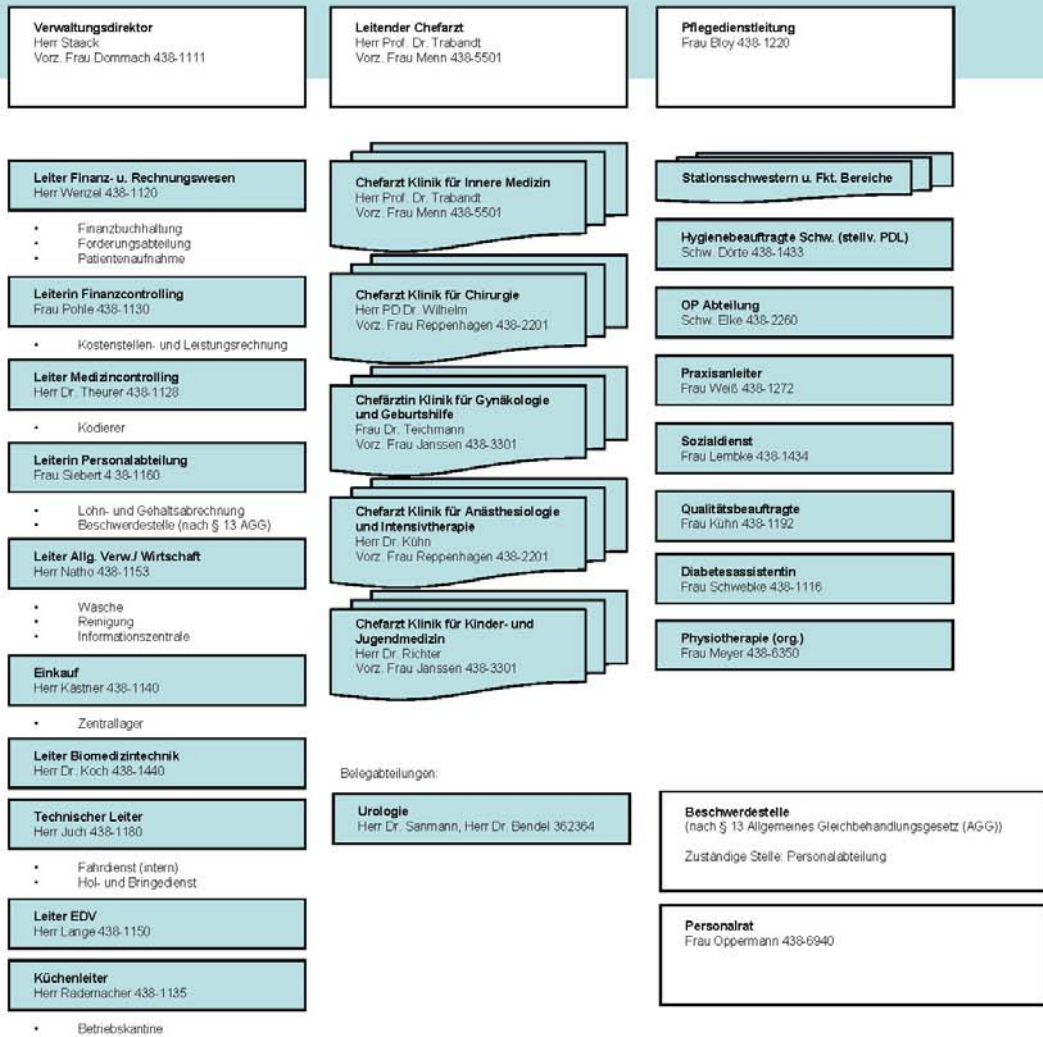 Verwaltungsdirektor
Herr Staack
Vorz. Frau Dommach 438-1111
Leitender Chefarzt
Herr Prof. Dr. Trabandt
Vorz. Frau Menn 438-5501
Pflegedienstleitung
Frau Bloy 438-1220
Leiter Finanz- u. Rechnungswesen
Herr Wenzel 438-1120
• Finanzbuchhaltung
• Forderungsabteilung
• Patientenaufnahme
Leiterin Finanzcontrolling
Frau Pohle 438-1130
• Kostenstellen- und Leistungsrechnung
Leiter Medizincontrolling
Herr Dr. Theurer 438-1128
• Kodierer
Leiterin Personalabteilung
Frau Siebert 4 38-1160
• Lohn- und Gehaltsabrechnung
• Beschwerdestelle (nach § 13 AGG)
Leiter Allg. Verw./ Wirtschaft
Herr Natho 438-1153
• Wäsche
• Reinigung
• Informationszentrale
Einkauf
Herr Kästner 438-1140
• Zentrallager
Leiter Biomedizintechnik
Herr Dr. Koch 438-1440
Technischer Leiter
Herr Juch 438-1180
• Fahrdienst (intern)
• Hol- und Bringedienst
Leiter EDV
Herr Lange 438-1150
Küchenleiter
Herr Rademacher 438-1135
• Betriebskantine
Chefarzt Klinik für Innere Medizin
Herr Prof. Dr. Trabandt
Vorz. Frau Menn 438-5501
Chefarzt Klinik für Chirurgie
Herr PD Dr. Wilhelm
Vorz. Frau Reppenhagen 438-2201
Chefärztin Klinik für Gynäkologie
und Geburtshilfe
Frau Dr. Teichmann
Vorz. Frau Janssen 438-3301
Chefarzt Klinik für Anästhesiologie
und Intensivtherapie
Herr Dr. Kühn
Vorz. Frau Reppenhagen 438-2201
Chefarzt Klinik für Kinder- und
Jugendmedizin
Herr Dr. Richter
Vorz. Frau Janssen 438-3301
Belegabteilungen:
Urologie
Herr Dr. Sanmann, Herr Dr. Bendel 362364
Stationsschwestern u. Fkt. Bereiche
Hygienebeauftragte Schw. (stellv. PDL)
Schw. Dörte 438-1433
OP Abteilung
Schw. Elke 438-2260
Praxisanleiter
Frau Weiß 438-1272
Sozialdienst
Frau Lembke 438-1434
Qualitätsbeauftragte
Frau Kühn 438-1192
Diabetesassistentin
Frau Schwebke 438-1116
Physiotherapie (org.)
Frau Meyer 438-6350
Beschwerdestelle
(nach § 13 Allgemeines Gleichbehandlungsgesetz (AGG))
Zuständige Stelle: Personalabteilung
Personalrat
Frau Oppermann 438-6940